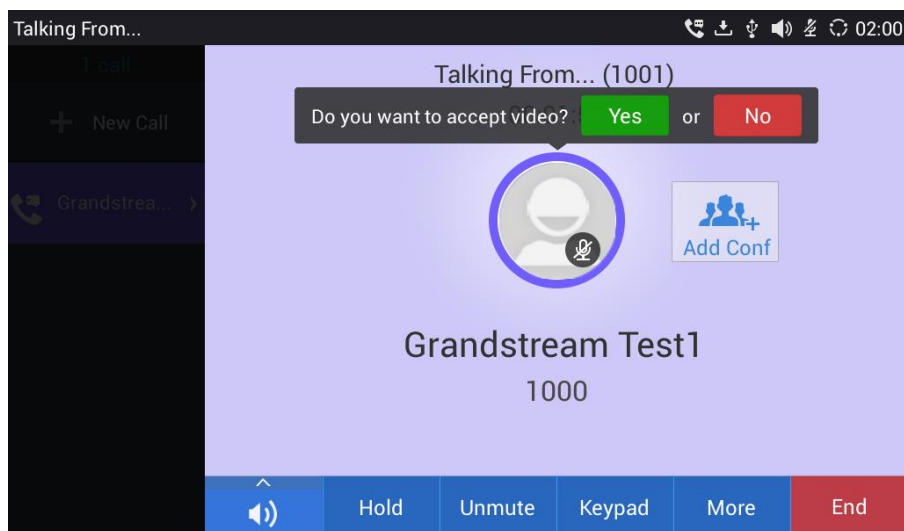 Talking From... 02:00
1 call
New Call
Grandstrea...
Talking From... (1001)
Do you want to accept video? Yes or No
Add Conf
Grandstream Test1
1000
Hold Unmute Keypad More End